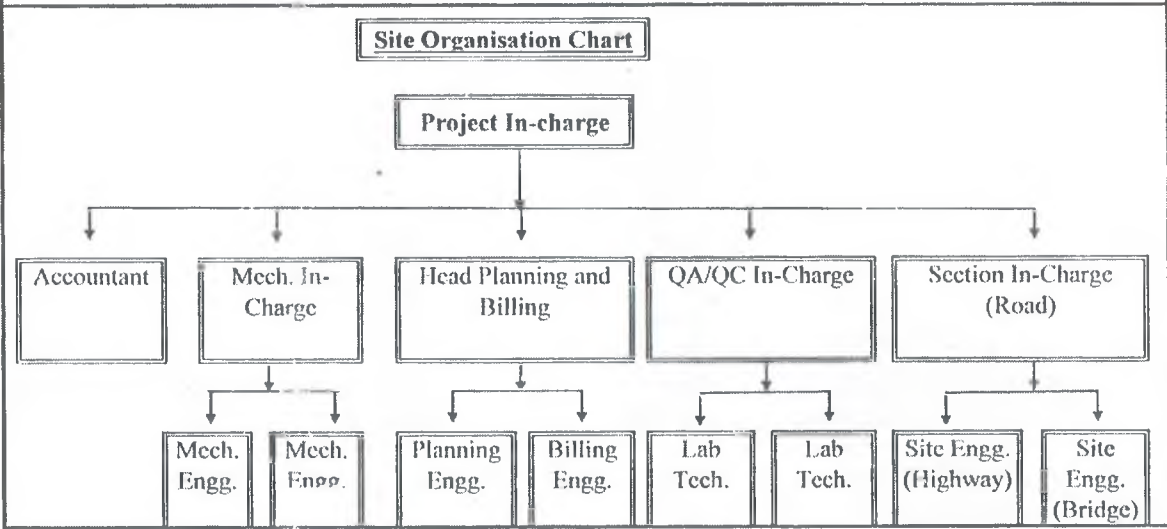 Site Organisation Chart
Project In-charge
Accountant
Mech. In-
Charge
Head Planning and
Billing
QA/QC In-Charge
Section In-Charge
(Road)
Mech.
Engg.
Mech.
Engg.
Planning
Engg.
Billing
Engg.
Lab
Tech.
Lab
Tech.
Site Engg.
(Highway)
Site
Engg.
(Bridge)